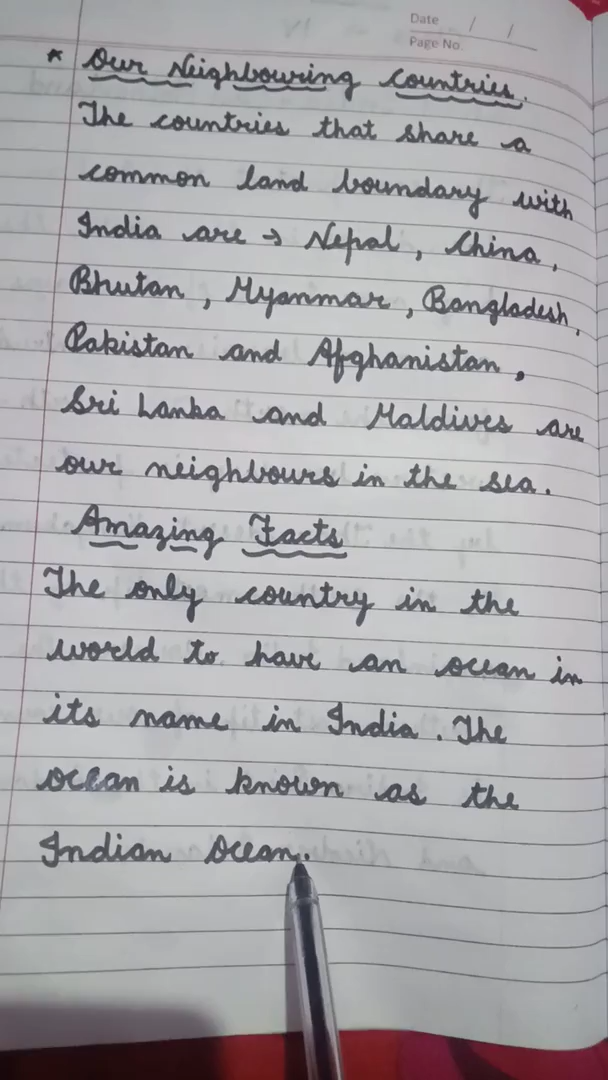 Date / /
Page No.
* Our Neighbouring Countries.
The countries that share a
common land boundary with
India are → Nepal, China,
Bhutan, Myanmar, Bangladesh,
Pakistan and Afghanistan,
Sri Lanka and Maldives are
our neighbours in the sea.
Amazing Facts
The only country in the
world to have an ocean in
its name in India. The
ocean is known as the
Indian Ocean.